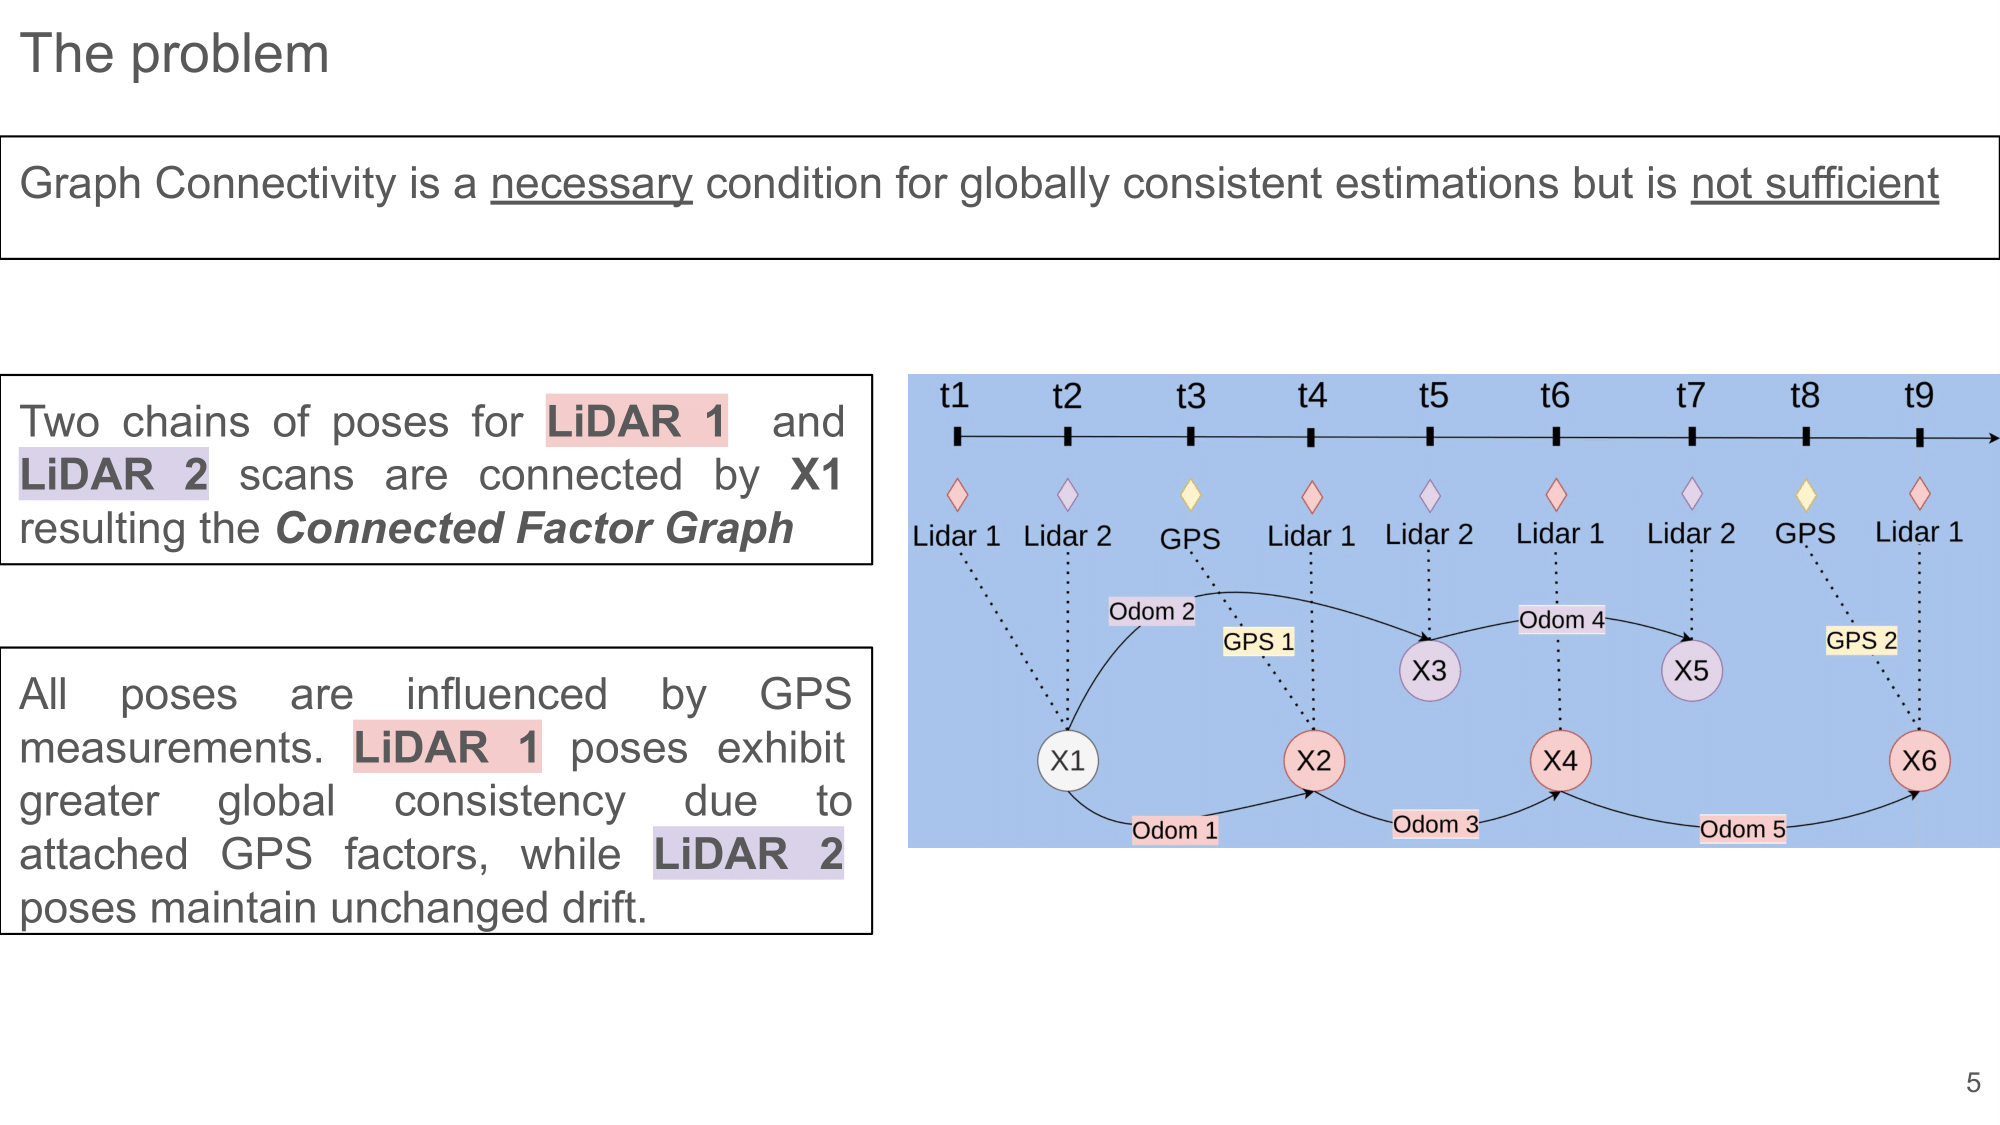 The problem
Graph Connectivity is a necessary condition for globally consistent estimations but is not sufficient
Two chains of poses for LiDAR 1 and
LiDAR 2 scans are connected by X1
resulting the Connected Factor Graph
All poses are influenced by GPS
measurements. LiDAR 1 poses exhibit
greater global consistency due to
attached GPS factors, while LiDAR 2
poses maintain unchanged drift.
t1 t2 t3 t4 t5 t6 t7 t8 t9
Lidar 1 Lidar 2 GPS Lidar 1 Lidar 2 Lidar 1 Lidar 2 GPS Lidar 1
Odom 2 Odom 4
GPS 1 GPS 2
X3 X5
X1 X2 X4 X6
Odom 1 Odom 3 Odom 5
5